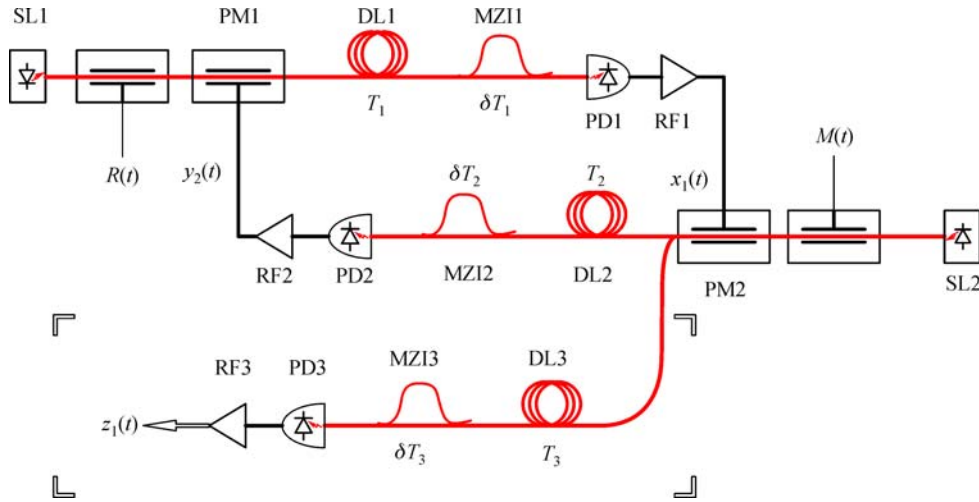 SL1 PM1 DL1 MZI1
T₁ δT₁ PD1 RF1
R(t) y₂(t) δT₂ T₂ x₁(t) M(t)
RF2 PD2 MZI2 DL2 PM2 SL2
RF3 PD3 MZI3 DL3
z₁(t) δT₃ T₃